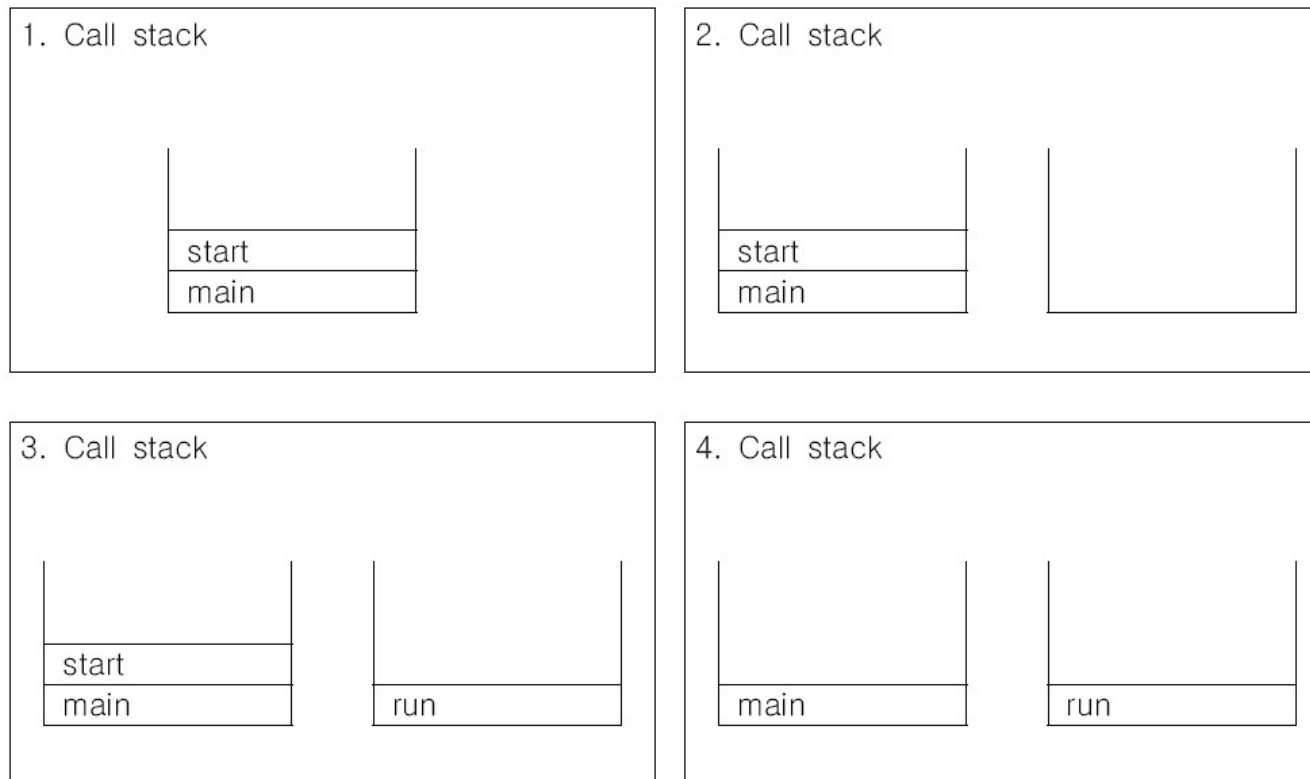 1. Call stack
start
main
2. Call stack
start
main
3. Call stack
start
main
run
4. Call stack
main
run